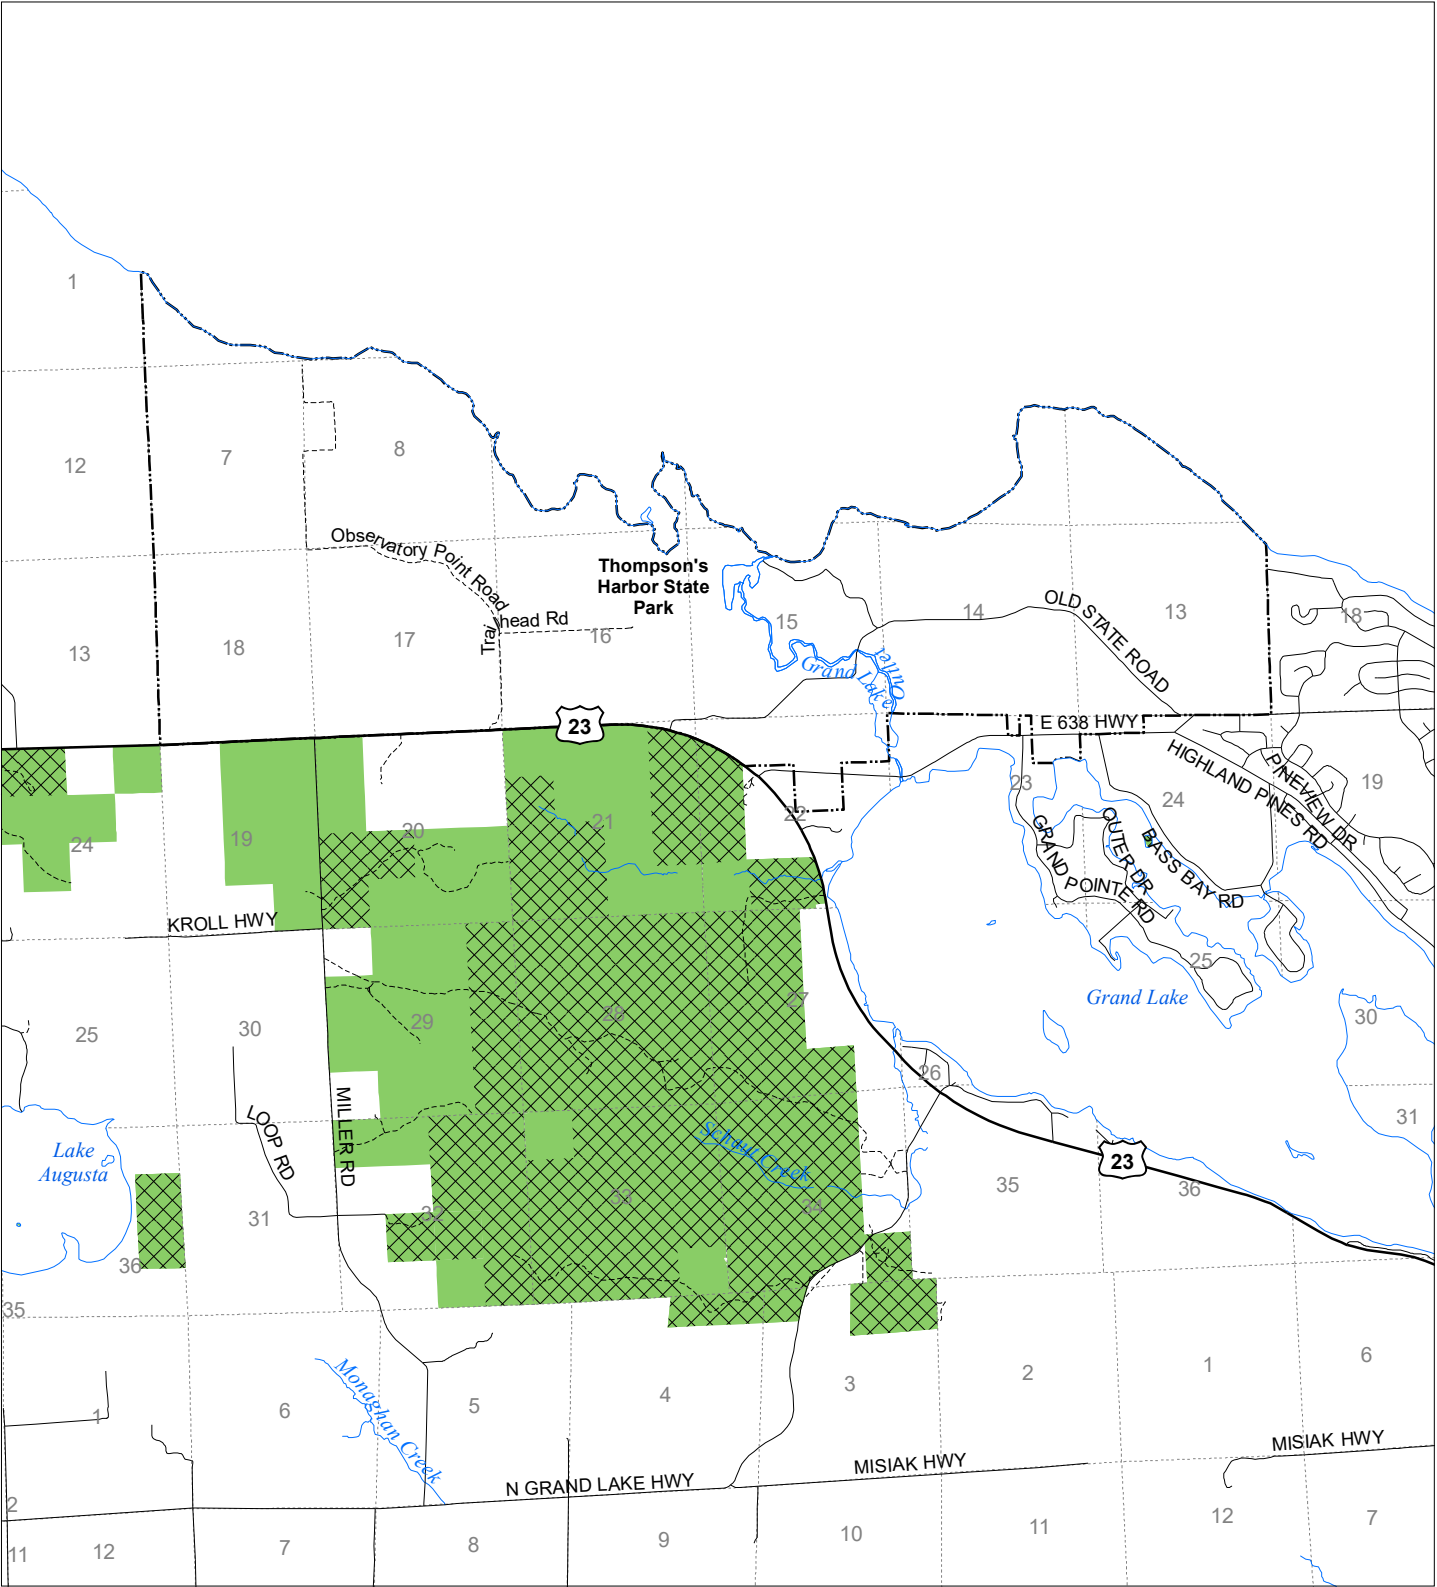 1
12
7
8
Observatory Point Road
Thompson's
Harbor State
Park
Trailhead Rd
13
18
17
16
15
14
OLD STATE ROAD
13
18
Grand Lake Outlet
23
E 638 HWY
HIGHLAND PINES RD
PINEVIEW DR
19
24
19
20
21
22
23
24
GRAND POINTE RD
OUTER DR
BASS BAY RD
KROLL HWY
25
Grand Lake
25
30
29
28
27
26
30
31
MILLER RD
LOOP RD
Lake
Augusta
Schaut Creek
23
36
31
32
33
34
35
36
35
Monaghan Creek
1
6
5
4
3
2
1
6
N GRAND LAKE HWY
MISIAK HWY
MISIAK HWY
2
11
12
7
8
9
10
11
12
7